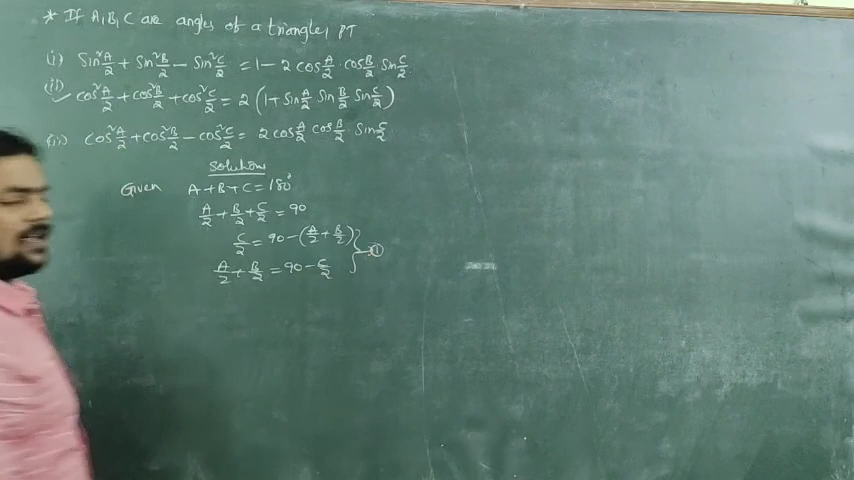 * If A, B, C are angles of a triangle, PT
(i) Sin²A/2 + Sin²B/2 - Sin²C/2 = 1 - 2 cos A/2 · cos B/2 sin C/2.
(ii) cos²A/2 + cos²B/2 + cos²C/2 = 2 (1 + Sin A/2 Sin B/2 Sin C/2)
(iii) cos²A/2 + cos²B/2 - cos²C/2 = 2 cos A/2 cos B/2 Sin C/2
Solution
Given A + B + C = 180°
A/2 + B/2 + C/2 = 90
C/2 = 90 - (A/2 + B/2)
A/2 + B/2 = 90 - C/2 } → ①